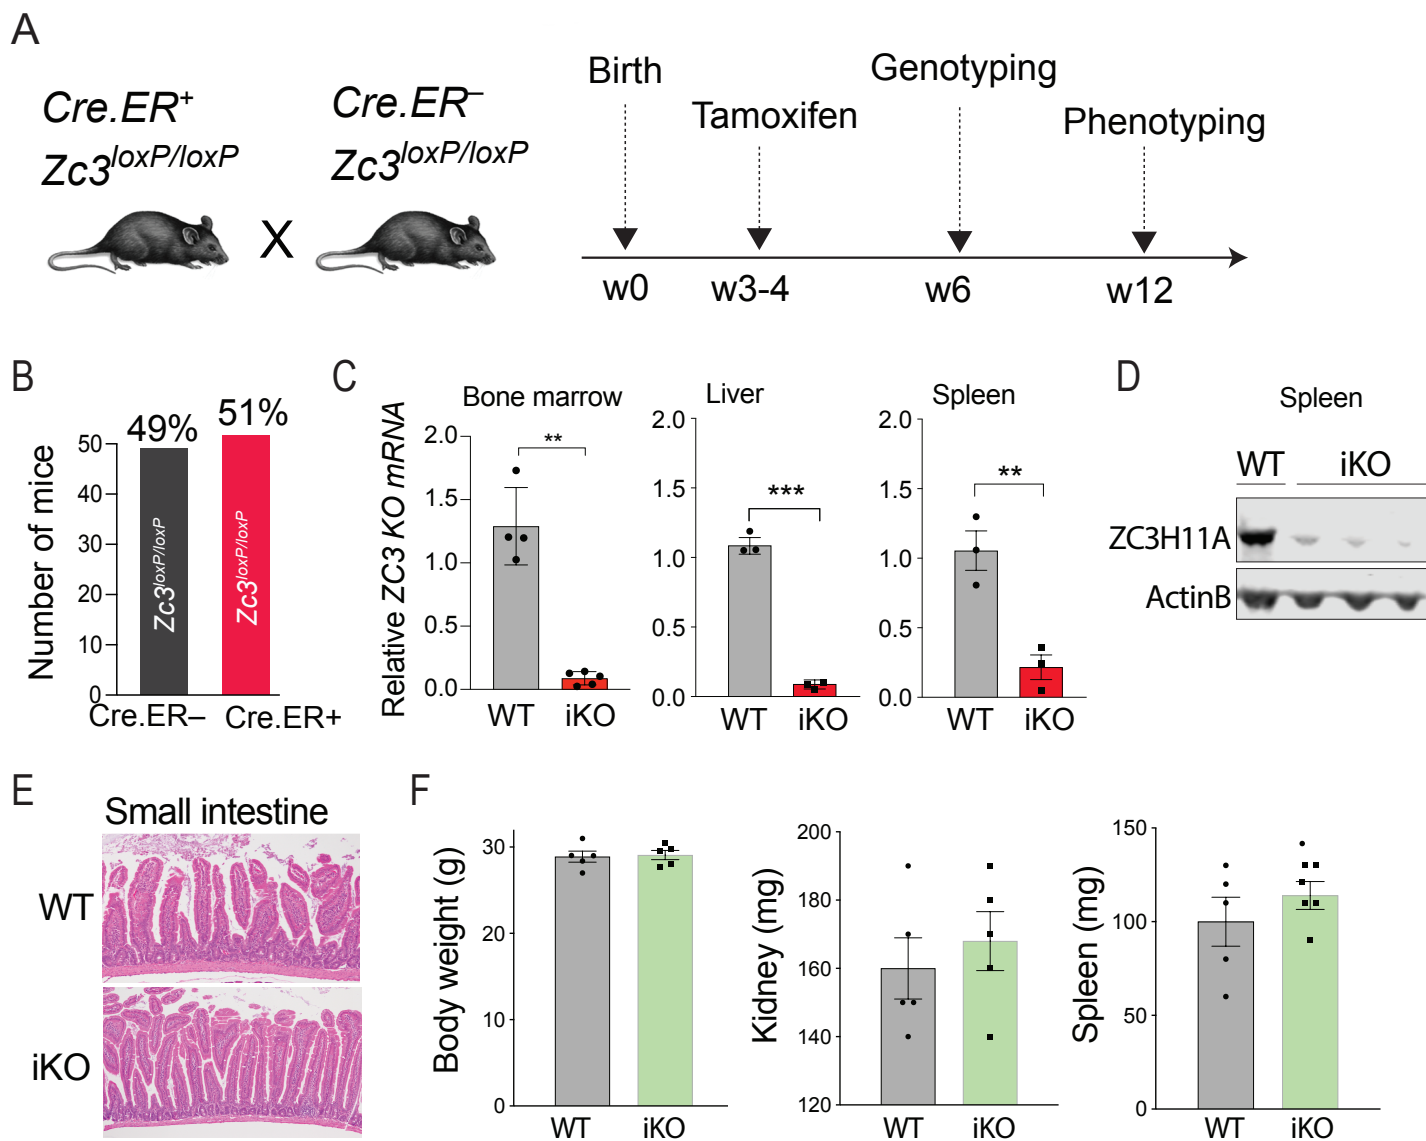 A
Cre.ER+
Zc3loxP/loxP
X
Cre.ER–
Zc3loxP/loxP
Birth
Tamoxifen
Genotyping
Phenotyping
w0
w3-4
w6
w12
B
Number of mice
50
40
30
20
10
0
49%
51%
Zc3loxP/loxP
Zc3loxP/loxP
Cre.ER–
Cre.ER+
C
Relative ZC3 KO mRNA
Bone marrow
2.0
1.5
1.0
0.5
0.0
**
WT
iKO
Liver
2.0
1.5
1.0
0.5
0.0
***
WT
iKO
Spleen
2.0
1.5
1.0
0.5
0.0
**
WT
iKO
D
Spleen
WT
iKO
ZC3H11A
ActinB
E
Small intestine
WT
iKO
F
Body weight (g)
30
20
10
0
WT
iKO
Kidney (mg)
200
180
160
140
120
WT
iKO
Spleen (mg)
150
100
50
0
WT
iKO